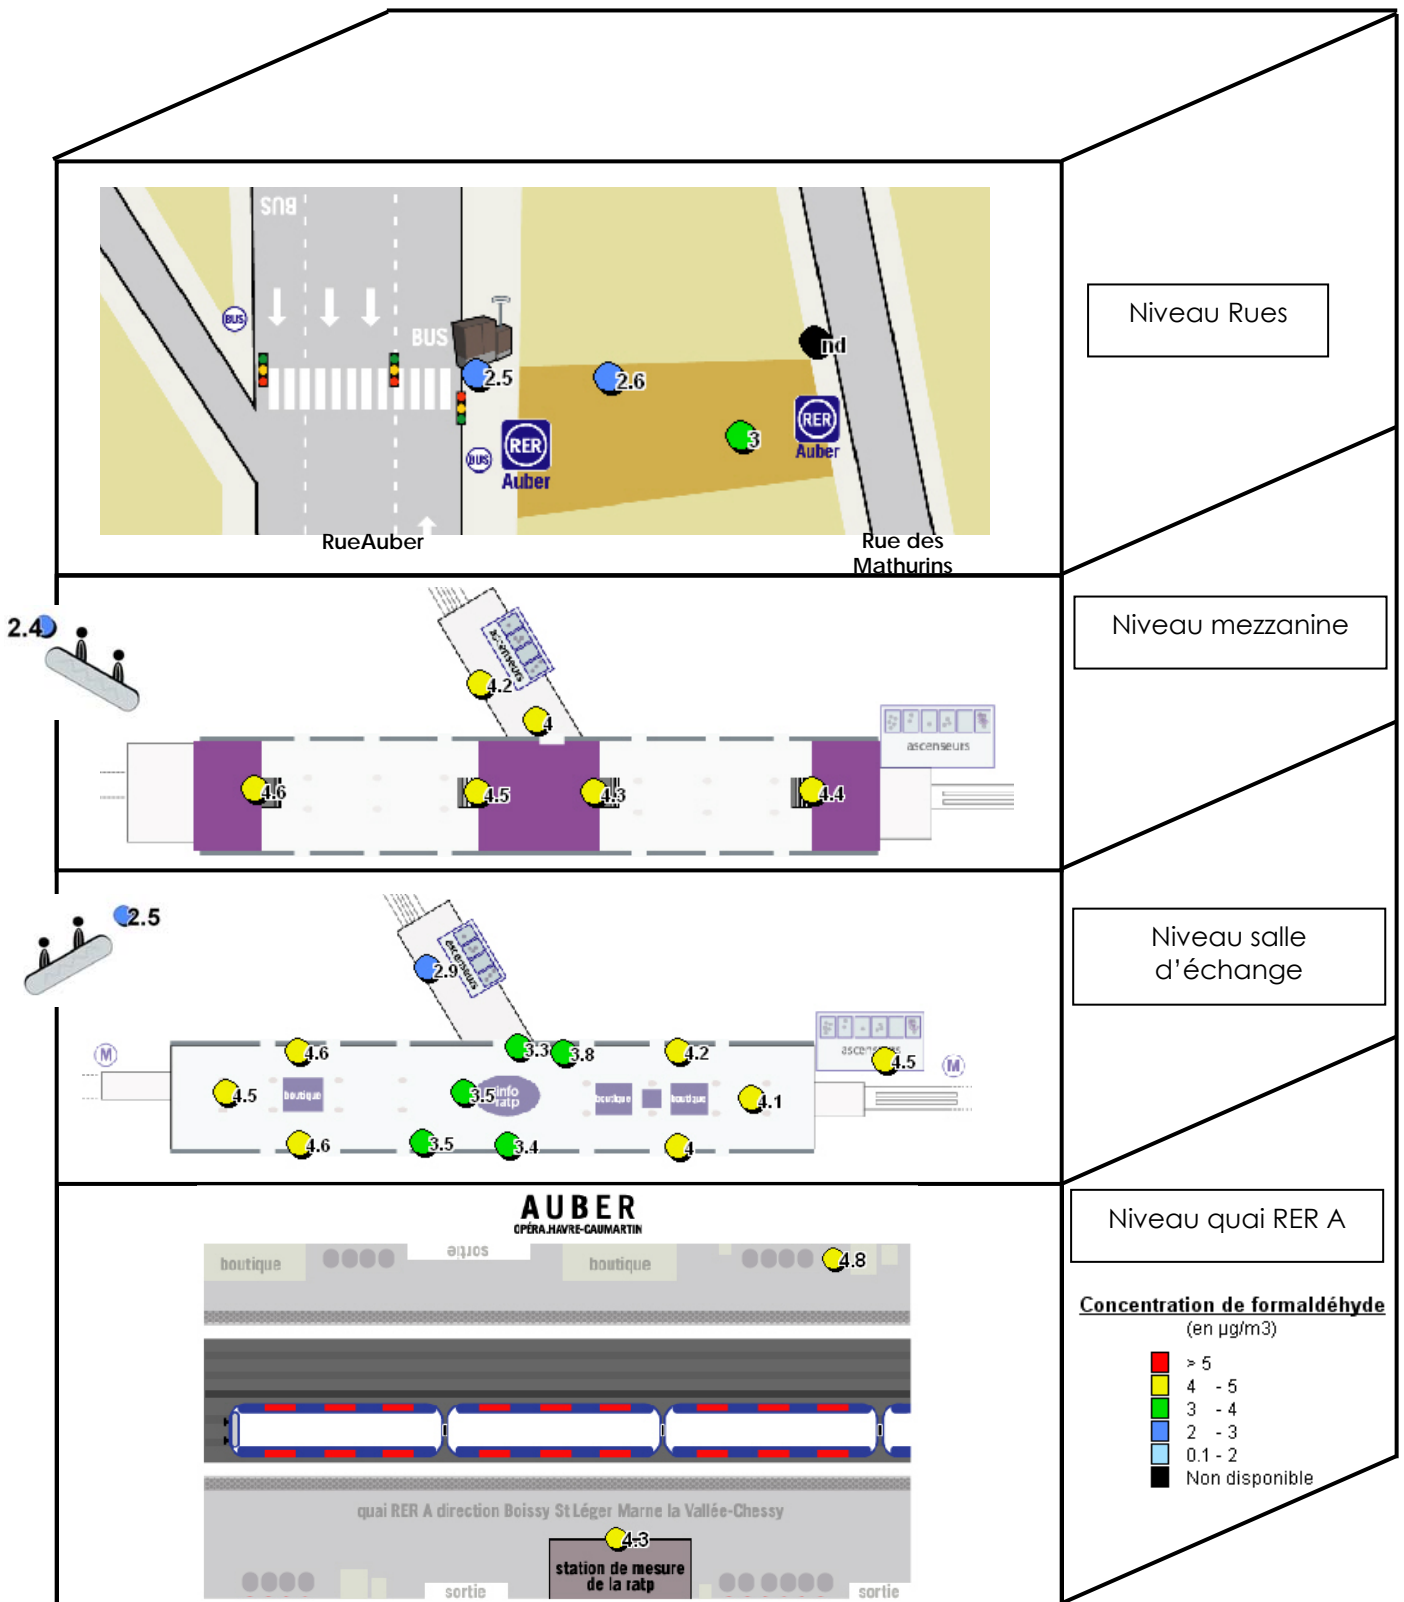 BUS
BUS
BUS
2.5
2.6
nd
3
RER
Auber
RER
Auber
BUS
RueAuber
Rue des
Mathurins
Niveau Rues
2.4
ascenseurs
4.2
4
ascenseurs
4.6
4.5
4.3
4.4
Niveau mezzanine
2.5
ascenseurs
2.9
M
4.6
3.3
3.8
4.2
ascenseurs
4.5
M
4.5
boutique
3.5
info
ratp
boutique
boutique
4.1
4.6
3.5
3.4
4
Niveau salle
d'échange
AUBER
OPÉRA.HAVRE-CAUMARTIN
boutique
sortie
boutique
4.8
quai RER A direction Boissy St Léger Marne la Vallée-Chessy
4.3
station de mesure
de la ratp
sortie
sortie
Niveau quai RER A
Concentration de formaldéhyde
(en µg/m3)
> 5
4 - 5
3 - 4
2 - 3
0.1 - 2
Non disponible